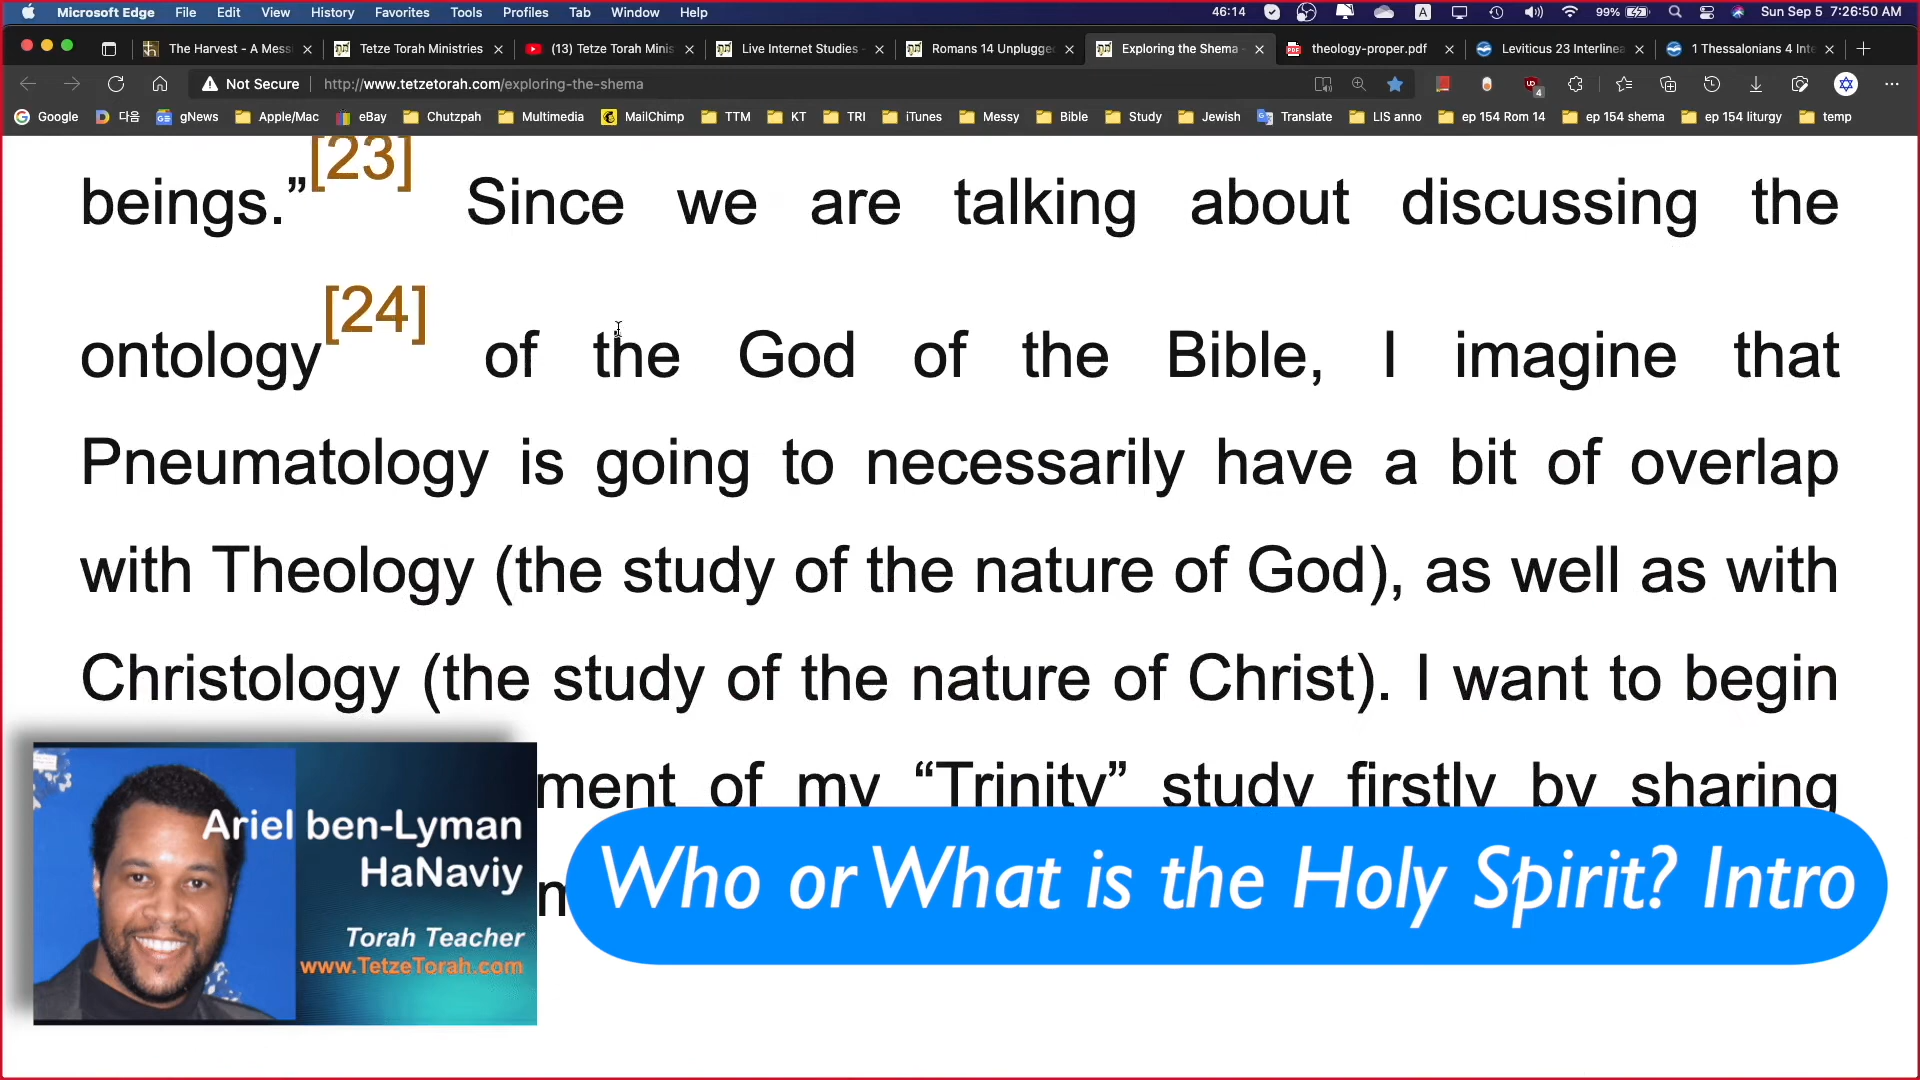 Microsoft Edge File Edit View History Favorites Tools Profiles Tab Window Help 46:14 A 99% Sun Sep 5 7:26:50 AM
The Harvest - A Mess Tetze Torah Ministries (13) Tetze Torah Minis Live Internet Studies - Romans 14 Unplugge Exploring the Shema - theology-proper.pdf Leviticus 23 Interlinea 1 Thessalonians 4 Inte
Not Secure http://www.tetzetorah.com/exploring-the-shema 4
Google 다음 gNews Apple/Mac eBay Chutzpah Multimedia MailChimp TTM KT TRI iTunes Messy Bible Study Jewish Translate LIS anno ep 154 Rom 14 ep 154 shema ep 154 liturgy temp
beings.”[23] Since we are talking about discussing the
ontology[24] of the God of the Bible, I imagine that
Pneumatology is going to necessarily have a bit of overlap
with Theology (the study of the nature of God), as well as with
Christology (the study of the nature of Christ). I want to begin
ment of my “Trinity” study firstly by sharing
Ariel ben-Lyman
HaNaviy
Torah Teacher
www.TetzeTorah.com
Who or What is the Holy Spirit? Intro